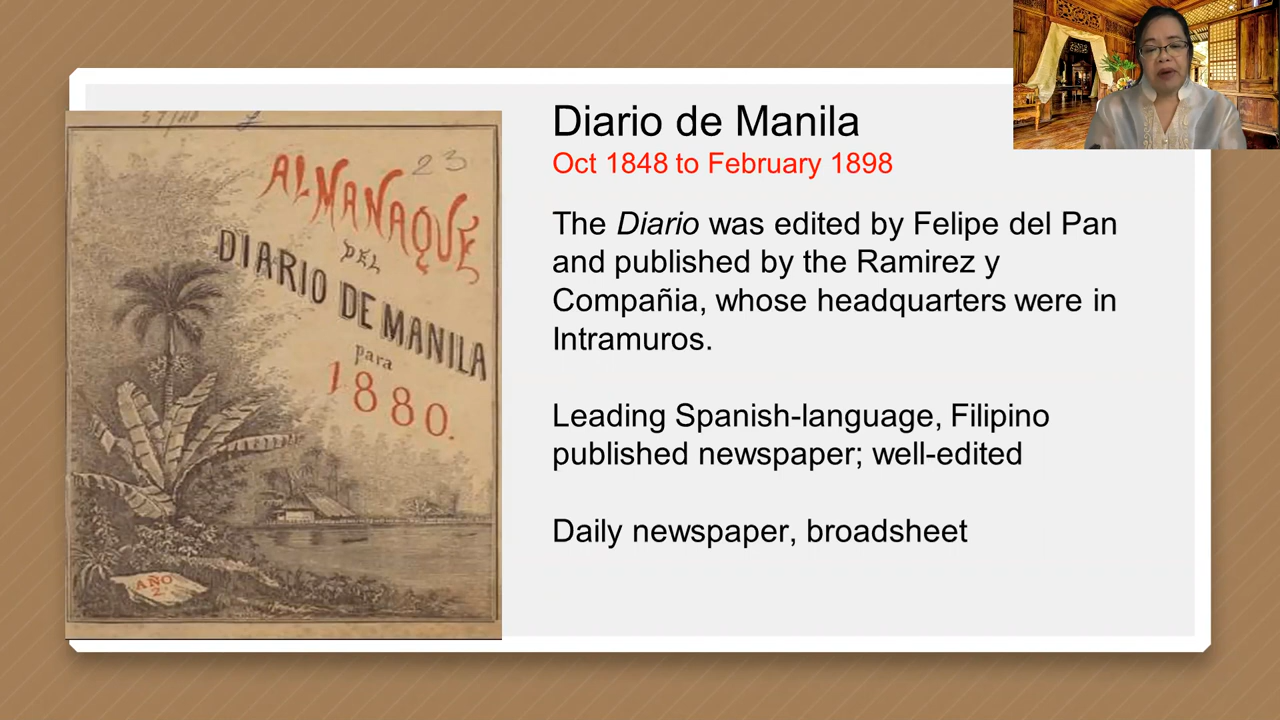 23
ALMANAQUE
DEL
DIARIO DE MANILA
para
1880.
AÑO
2º
Diario de Manila
Oct 1848 to February 1898
The Diario was edited by Felipe del Pan
and published by the Ramirez y
Compañia, whose headquarters were in
Intramuros.
Leading Spanish-language, Filipino
published newspaper; well-edited
Daily newspaper, broadsheet